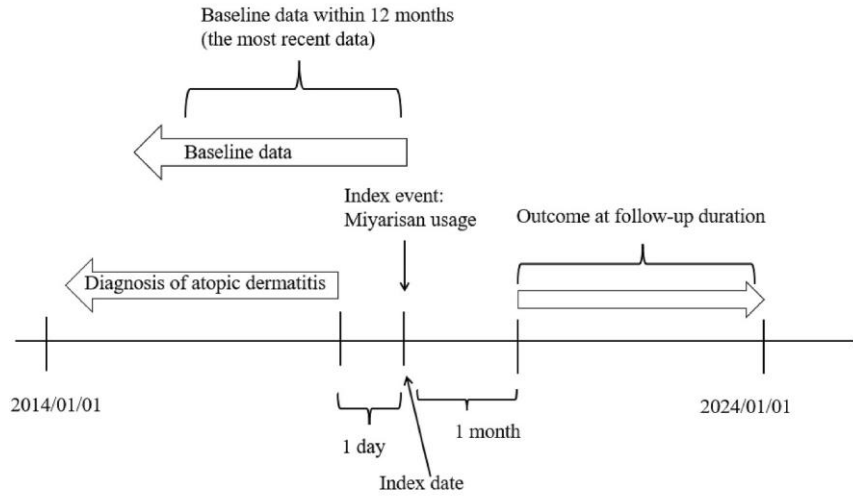 Baseline data within 12 months
(the most recent data)
Baseline data
Index event:
Miyarisan usage
Outcome at follow-up duration
Diagnosis of atopic dermatitis
2014/01/01
2024/01/01
1 day
1 month
Index date